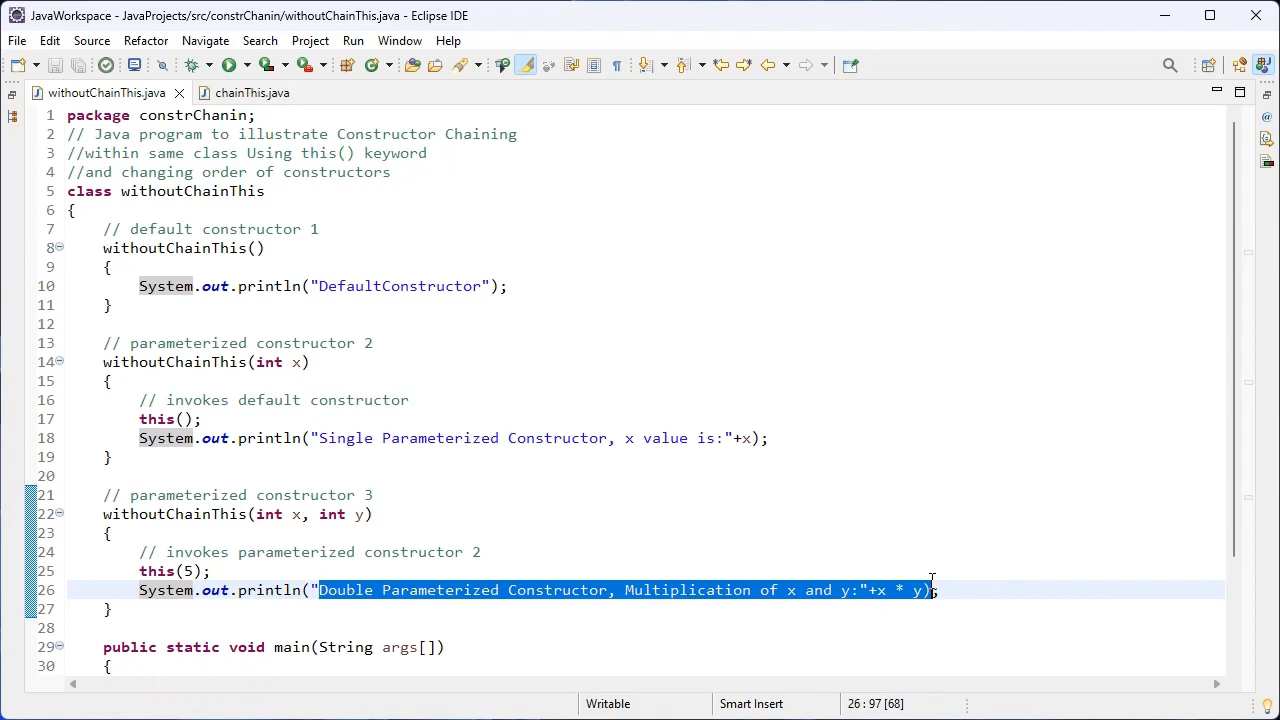 JavaWorkspace - JavaProjects/src/constrChanin/withoutChainThis.java - Eclipse IDE
File Edit Source Refactor Navigate Search Project Run Window Help
withoutChainThis.java chainThis.java
1 package constrChanin;
2 // Java program to illustrate Constructor Chaining
3 //within same class Using this() keyword
4 //and changing order of constructors
5 class withoutChainThis
6 {
7 // default constructor 1
8 withoutChainThis()
9 {
10 System.out.println("DefaultConstructor");
11 }
12
13 // parameterized constructor 2
14 withoutChainThis(int x)
15 {
16 // invokes default constructor
17 this();
18 System.out.println("Single Parameterized Constructor, x value is:"+x);
19 }
20
21 // parameterized constructor 3
22 withoutChainThis(int x, int y)
23 {
24 // invokes parameterized constructor 2
25 this(5);
26 System.out.println("Double Parameterized Constructor, Multiplication of x and y:"+x * y);
27 }
28
29 public static void main(String args[])
30 {
Writable Smart Insert 26 : 97 [68]